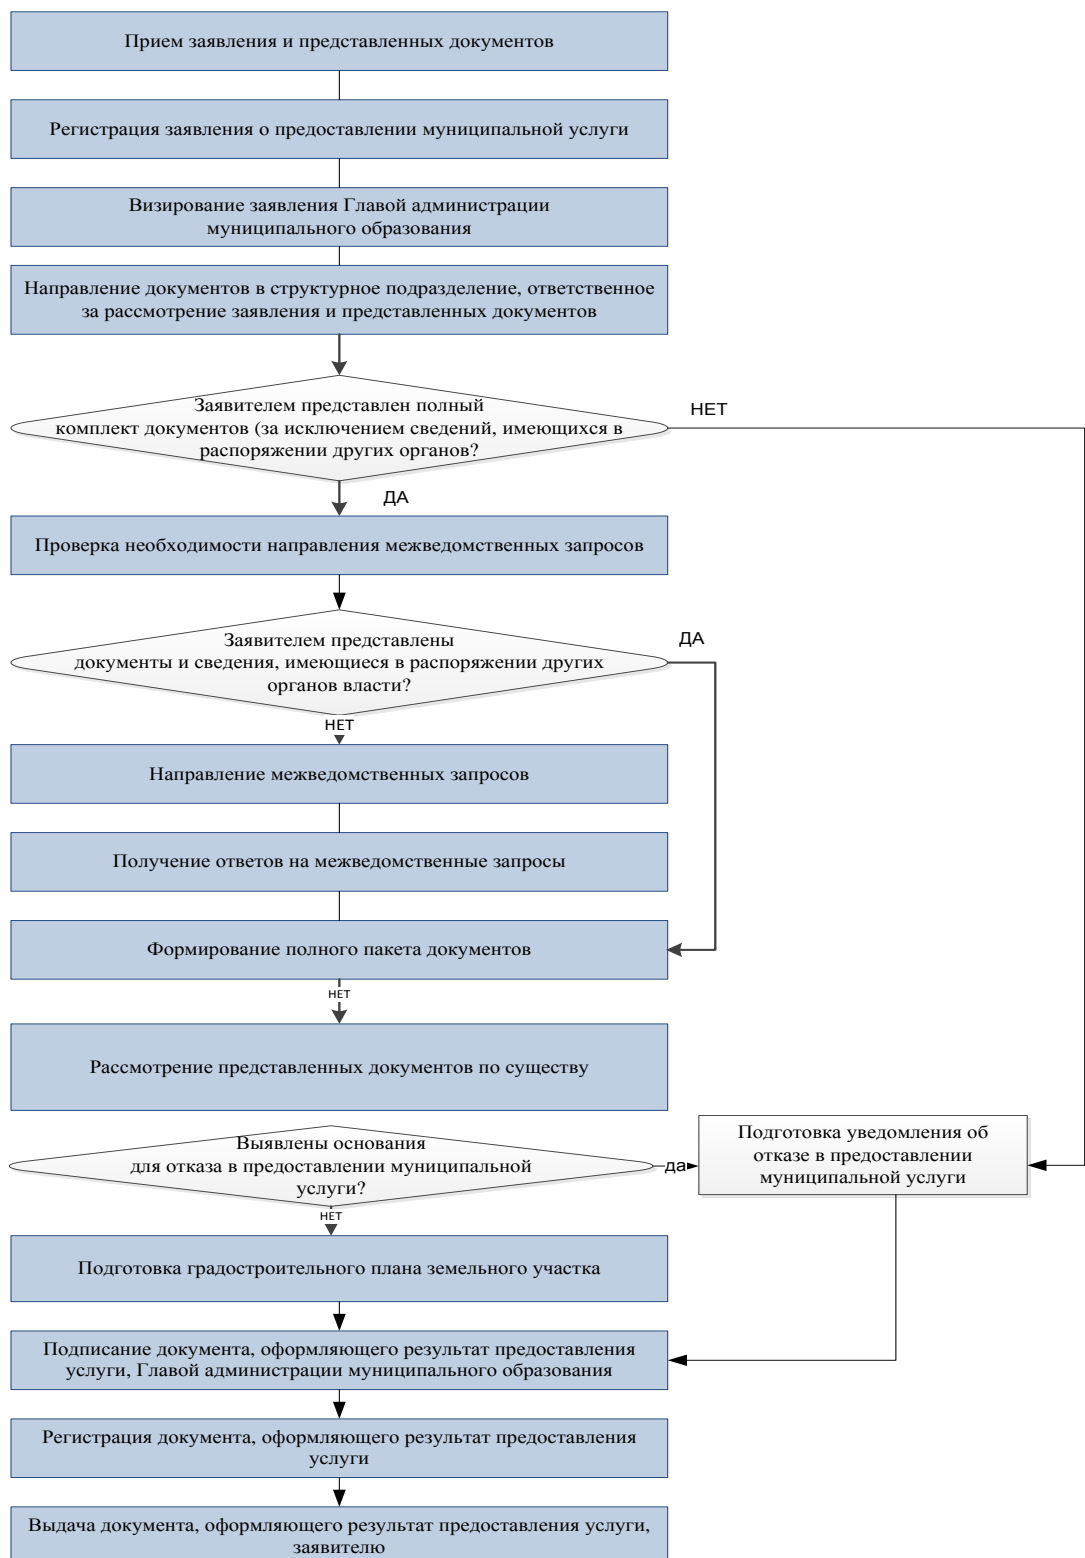 Прием заявления и представленных документов
Регистрация заявления о предоставлении муниципальной услуги
Визирование заявления Главой администрации
муниципального образования
Направление документов в структурное подразделение, ответственное
за рассмотрение заявления и представленных документов
Заявителем представлен полный
комплект документов (за исключением сведений, имеющихся в
распоряжении других органов?
НЕТ
ДА
Проверка необходимости направления межведомственных запросов
Заявителем представлены
документы и сведения, имеющиеся в распоряжении других
органов власти?
ДА
НЕТ
Направление межведомственных запросов
Получение ответов на межведомственные запросы
Формирование полного пакета документов
НЕТ
Рассмотрение представленных документов по существу
Выявлены основания
для отказа в предоставлении муниципальной
услуги?
да
Подготовка уведомления об
отказе в предоставлении
муниципальной услуги
НЕТ
Подготовка градостроительного плана земельного участка
Подписание документа, оформляющего результат предоставления
услуги, Главой администрации муниципального образования
Регистрация документа, оформляющего результат предоставления
услуги
Выдача документа, оформляющего результат предоставления услуги,
заявителю